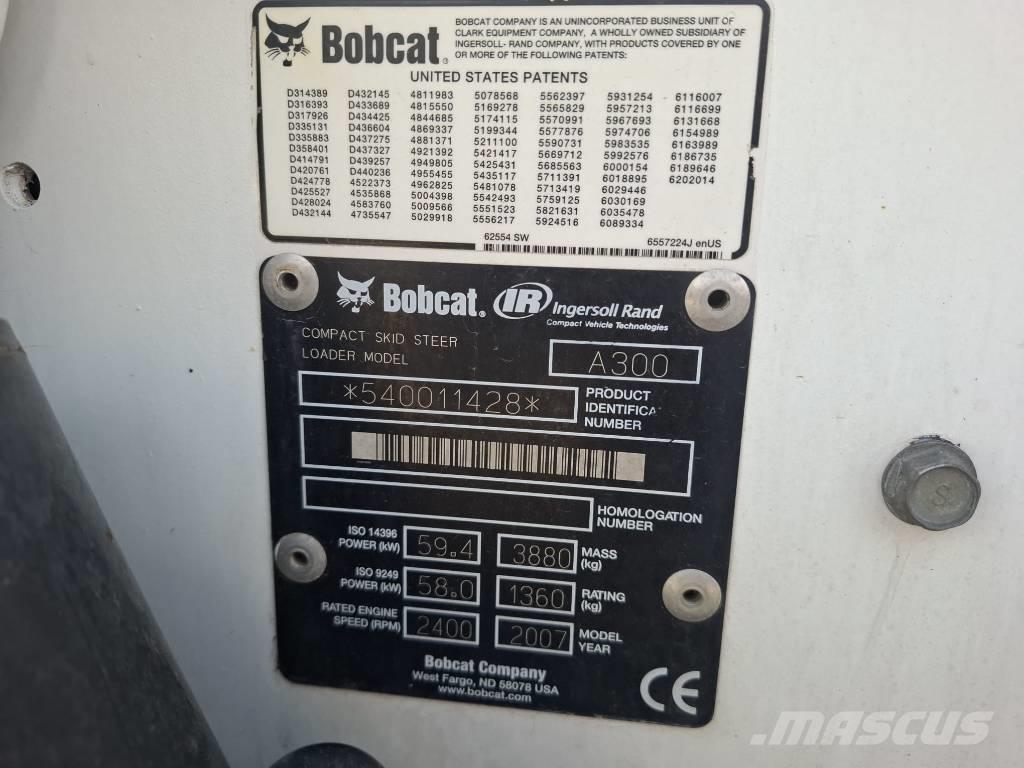 Bobcat.
BOBCAT COMPANY IS AN UNINCORPORATED BUSINESS UNIT OF
CLARK EQUIPMENT COMPANY, A WHOLLY OWNED SUBSIDIARY OF
INGERSOLL- RAND COMPANY, WITH PRODUCTS COVERED BY ONE
OR MORE OF THE FOLLOWING PATENTS:
UNITED STATES PATENTS
D314389 D432145 4811983 5078568 5562397 5931254 6116007
D316393 D433689 4815550 5169278 5565829 5957213 6116699
D317926 D434425 4844685 5174115 5570991 5967693 6131668
D335131 D436604 4869337 5199344 5577876 5974706 6154989
D335883 D437275 4881371 5211100 5590731 5983535 6163989
D358401 D437327 4921392 5421417 5669712 5992576 6186735
D414791 D439257 4949805 5425431 5685563 6000154 6189646
D420761 D440236 4955455 5435117 5711391 6018895 6202014
D424778 4522373 4962825 5481078 5713419 6029446
D425527 4535868 5004398 5542493 5759125 6030169
D428024 4583760 5009566 5551523 5821631 6035478
D432144 4735547 5029918 5556217 5924516 6089334
62554 SW 6557224J enUS
Bobcat. IR Ingersoll Rand
Compact Vehicle Technologies
COMPACT SKID STEER
LOADER MODEL A300
*540011428* PRODUCT
IDENTIFICA
NUMBER
HOMOLOGATION
NUMBER
ISO 14396
POWER (kW) 59.4 3880 MASS
(kg)
ISO 9249
POWER (kW) 58.0 1360 RATING
(kg)
RATED ENGINE
SPEED (RPM) 2400 2007 MODEL
YEAR
Bobcat Company
West Fargo, ND 58078 USA
www.bobcat.com
CE
S
MASCUS